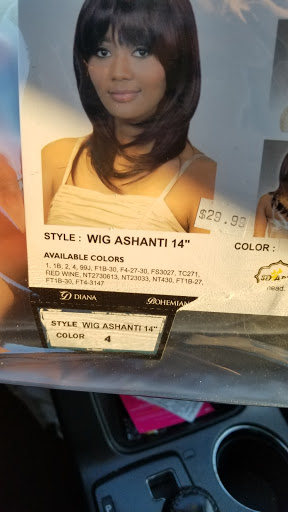 $29.99
STYLE : WIG ASHANTI 14"
COLOR :
AVAILABLE COLORS
1, 1B, 2, 4, 99J, F1B-30, F4-27-30, FS3027, TC271,
RED WINE, NT2730613, NT23033, NT430, FT1B-27,
FT1B-30, FT4-3147
DIANA
BOHEMIAN
head.
STYLE WIG ASHANTI 14"
COLOR 4